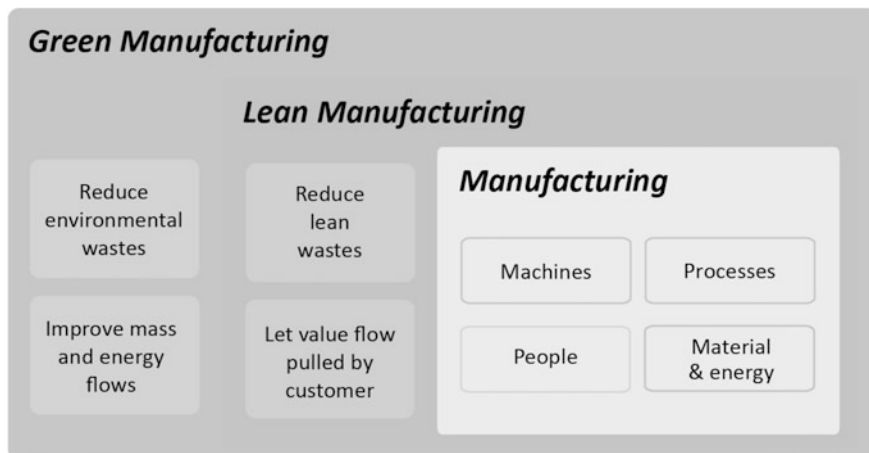 Green Manufacturing
Lean Manufacturing
Manufacturing
Reduce
environmental
wastes
Improve mass
and energy
flows
Reduce
lean
wastes
Let value flow
pulled by
customer
Machines
Processes
People
Material
& energy